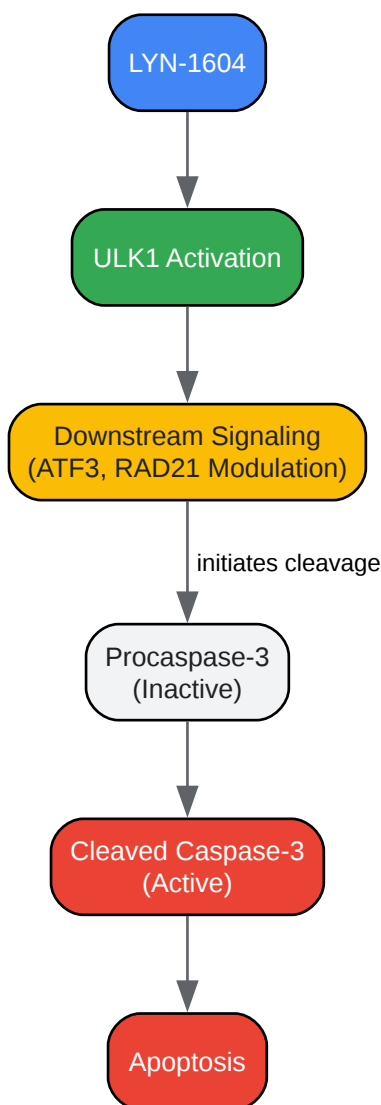 LYN-1604
ULK1 Activation
Downstream Signaling
(ATF3, RAD21 Modulation)
initiates cleavage
Procaspase-3
(Inactive)
Cleaved Caspase-3
(Active)
Apoptosis